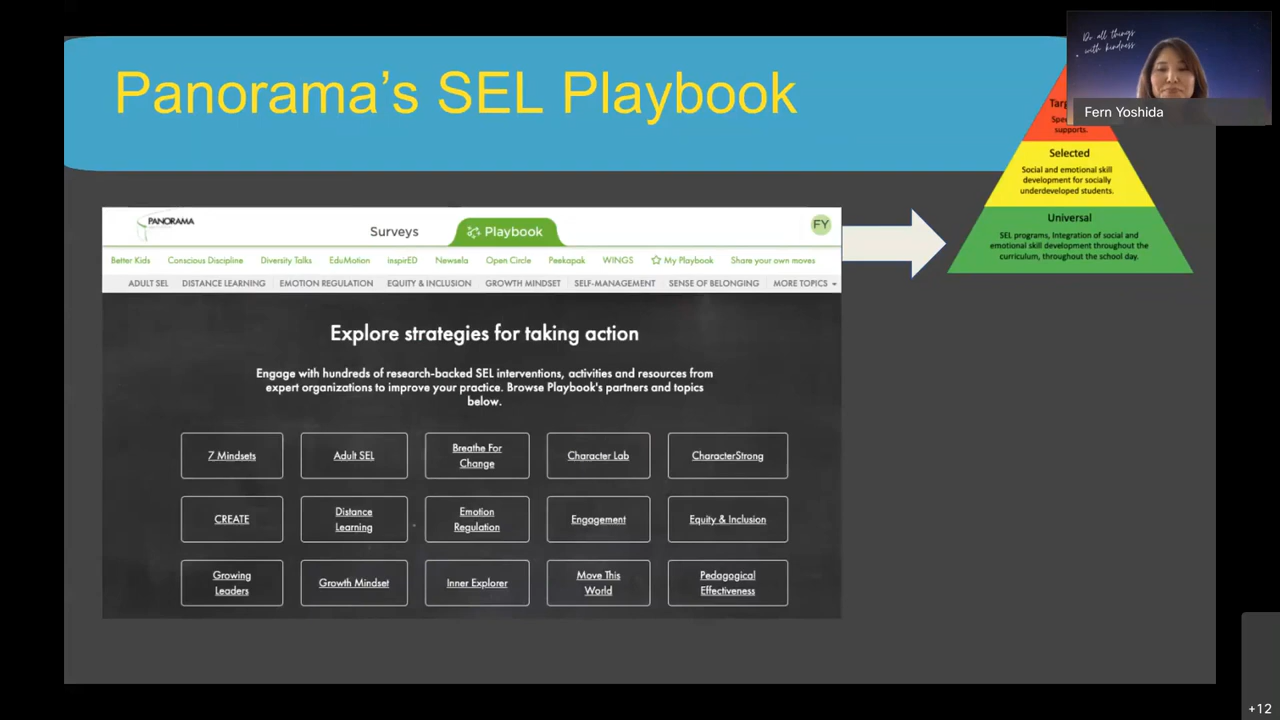 Panorama's SEL Playbook
Do all things
with kindness
Fern Yoshida
supports.
Selected
Social and emotional skill
development for socially
underdeveloped students.
Universal
SEL programs, Integration of social and
emotional skill development throughout the
curriculum, throughout the school day.
PANORAMA
Surveys
Playbook
FY
Better Kids Conscious Discipline Diversity Talks EduMotion inspirED Newsela Open Circle Peekapak WINGS My Playbook Share your own moves
ADULT SEL DISTANCE LEARNING EMOTION REGULATION EQUITY & INCLUSION GROWTH MINDSET SELF-MANAGEMENT SENSE OF BELONGING MORE TOPICS
Explore strategies for taking action
Engage with hundreds of research-backed SEL interventions, activities and resources from
expert organizations to improve your practice. Browse Playbook's partners and topics
below.
7 Mindsets
Adult SEL
Breathe For
Change
Character Lab
CharacterStrong
CREATE
Distance
Learning
Emotion
Regulation
Engagement
Equity & Inclusion
Growing
Leaders
Growth Mindset
Inner Explorer
Move This
World
Pedagogical
Effectiveness
+12